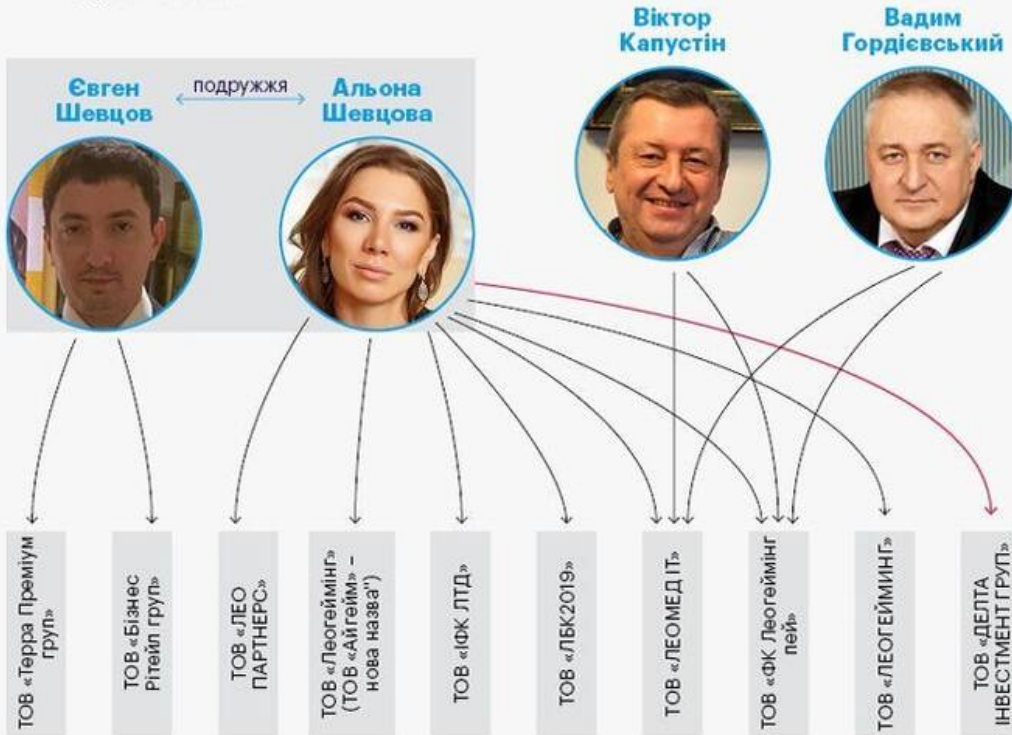 Віктор
Капустін
Вадим
Гордієвський
Євген
Шевцов
подружжя
Альона
Шевцова
ТОВ «Терра Преміум
груп»
ТОВ «Бізнес
Рітейл груп»
ТОВ «ЛЕО
ПАРТНЕРС»
ТОВ «Леогеймінг»
(ТОВ «Айгейм» –
нова назва")
ТОВ «ІФК ЛТД»
ТОВ «ЛБК2019»
ТОВ «ЛЕОМЕД ІТ»
ТОВ «ФК Леогеймінг
пей»
ТОВ «ЛЕОГЕЙМИНГ»
ТОВ «ДЕЛТА
ІНВЕСТМЕНТ ГРУП»